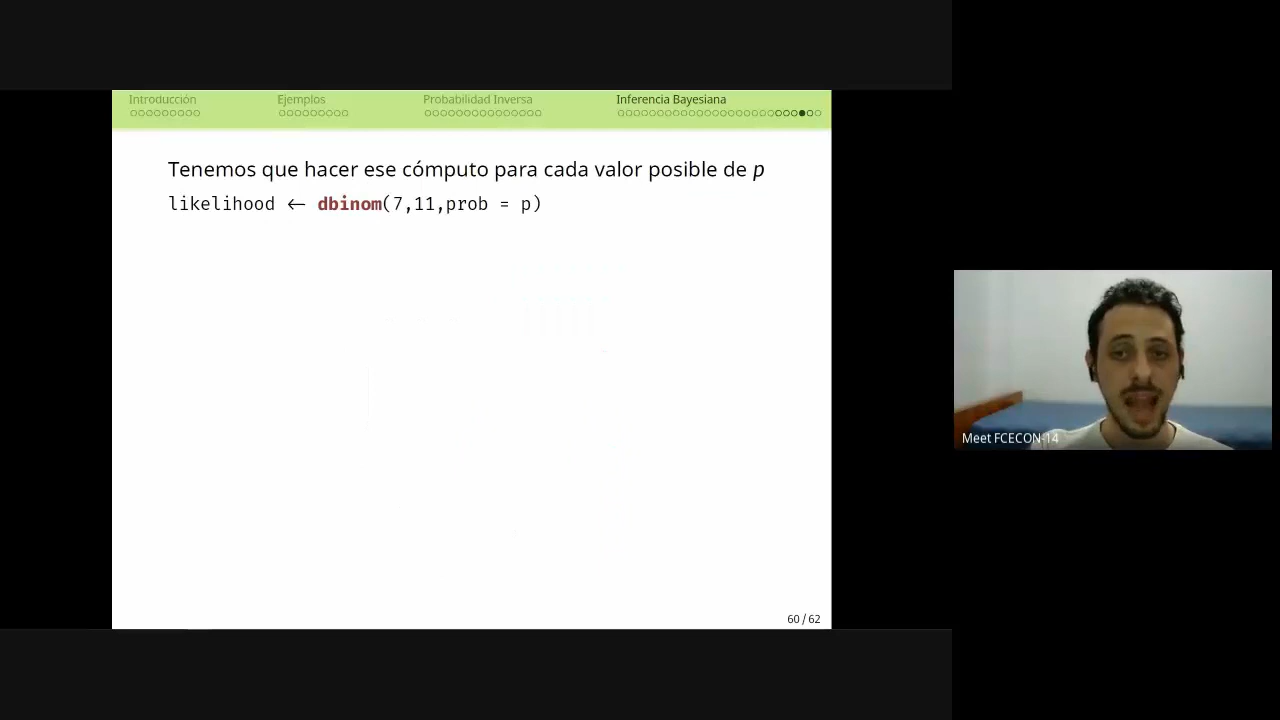 Introducción
Ejemplos
Probabilidad Inversa
Inferencia Bayesiana
Tenemos que hacer ese cómputo para cada valor posible de p
likelihood ← dbinom(7,11,prob = p)
60 / 62
Meet FCECON-14